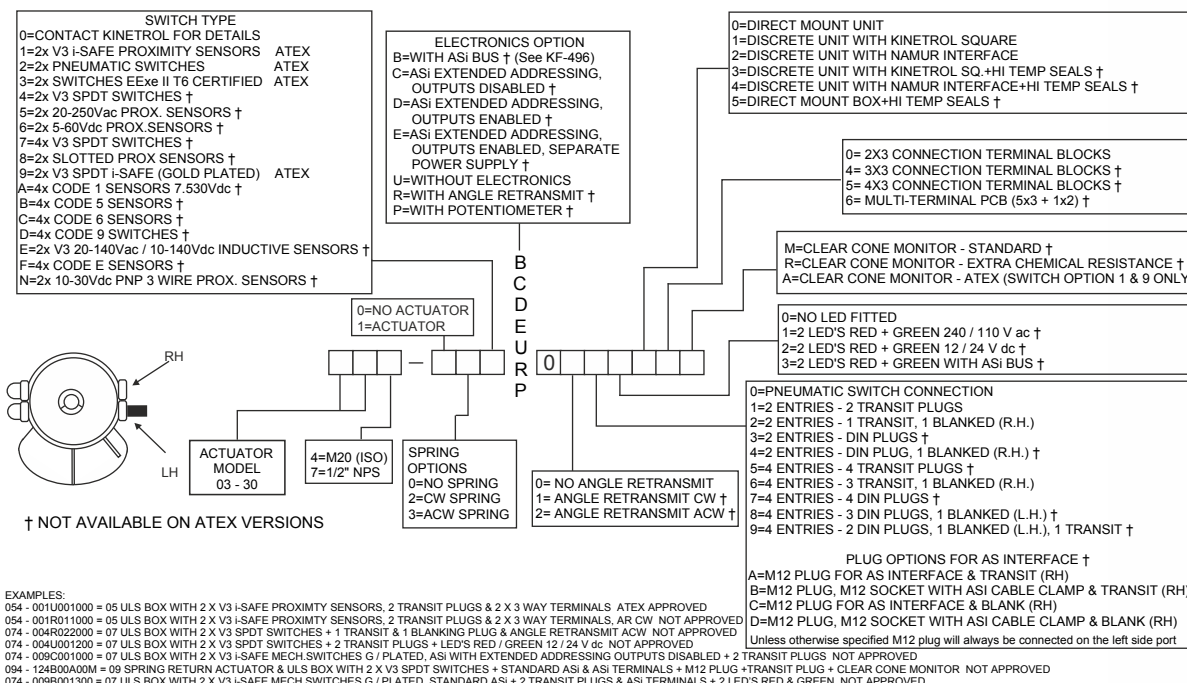 SWITCH TYPE
0=CONTACT KINETROL FOR DETAILS
1=2x V3 i-SAFE PROXIMITY SENSORS ATEX
2=2x PNEUMATIC SWITCHES ATEX
3=2x SWITCHES EExe II T6 CERTIFIED ATEX
4=2x V3 SPDT SWITCHES †
5=2x 20-250Vac PROX. SENSORS †
6=2x 5-60Vdc PROX.SENSORS †
7=4x V3 SPDT SWITCHES †
8=2x SLOTTED PROX SENSORS †
9=2x V3 SPDT i-SAFE (GOLD PLATED) ATEX
A=4x CODE 1 SENSORS 7.530Vdc †
B=4x CODE 5 SENSORS †
C=4x CODE 6 SENSORS †
D=4x CODE 9 SWITCHES †
E=2x V3 20-140Vac / 10-140Vdc INDUCTIVE SENSORS †
F=4x CODE E SENSORS †
N=2x 10-30Vdc PNP 3 WIRE PROX. SENSORS †
ELECTRONICS OPTION
B=WITH ASi BUS † (See KF-496)
C=ASi EXTENDED ADDRESSING,
OUTPUTS DISABLED †
D=ASi EXTENDED ADDRESSING,
OUTPUTS ENABLED †
E=ASi EXTENDED ADDRESSING,
OUTPUTS ENABLED, SEPARATE
POWER SUPPLY †
U=WITHOUT ELECTRONICS
R=WITH ANGLE RETRANSMIT †
P=WITH POTENTIOMETER †
0=DIRECT MOUNT UNIT
1=DISCRETE UNIT WITH KINETROL SQUARE
2=DISCRETE UNIT WITH NAMUR INTERFACE
3=DISCRETE UNIT WITH KINETROL SQ.+HI TEMP SEALS †
4=DISCRETE UNIT WITH NAMUR INTERFACE+HI TEMP SEALS †
5=DIRECT MOUNT BOX+HI TEMP SEALS †
0= 2X3 CONNECTION TERMINAL BLOCKS
4= 3X3 CONNECTION TERMINAL BLOCKS †
5= 4X3 CONNECTION TERMINAL BLOCKS †
6= MULTI-TERMINAL PCB (5x3 + 1x2) †
M=CLEAR CONE MONITOR - STANDARD †
R=CLEAR CONE MONITOR - EXTRA CHEMICAL RESISTANCE †
A=CLEAR CONE MONITOR - ATEX (SWITCH OPTION 1 & 9 ONLY
0=NO LED FITTED
1=2 LED'S RED + GREEN 240 / 110 V ac †
2=2 LED'S RED + GREEN 12 / 24 V dc †
3=2 LED'S RED + GREEN WITH ASi BUS †
0=NO ACTUATOR
1=ACTUATOR
B
C
D
E
U
R
P
0
RH
LH
ACTUATOR
MODEL
03 - 30
4=M20 (ISO)
7=1/2" NPS
SPRING
OPTIONS
0=NO SPRING
2=CW SPRING
3=ACW SPRING
0= NO ANGLE RETRANSMIT
1= ANGLE RETRANSMIT CW †
2= ANGLE RETRANSMIT ACW †
0=PNEUMATIC SWITCH CONNECTION
1=2 ENTRIES - 2 TRANSIT PLUGS
2=2 ENTRIES - 1 TRANSIT, 1 BLANKED (R.H.)
3=2 ENTRIES - DIN PLUGS †
4=2 ENTRIES - DIN PLUG, 1 BLANKED (R.H.) †
5=4 ENTRIES - 4 TRANSIT PLUGS †
6=4 ENTRIES - 3 TRANSIT, 1 BLANKED (R.H.)
7=4 ENTRIES - 4 DIN PLUGS †
8=4 ENTRIES - 3 DIN PLUGS, 1 BLANKED (L.H.) †
9=4 ENTRIES - 2 DIN PLUGS, 1 BLANKED (L.H.), 1 TRANSIT †
PLUG OPTIONS FOR AS INTERFACE †
A=M12 PLUG FOR AS INTERFACE & TRANSIT (RH)
B=M12 PLUG, M12 SOCKET WITH ASI CABLE CLAMP & TRANSIT (RH)
C=M12 PLUG FOR AS INTERFACE & BLANK (RH)
D=M12 PLUG, M12 SOCKET WITH ASI CABLE CLAMP & BLANK (RH)
Unless otherwise specified M12 plug will always be connected on the left side port
† NOT AVAILABLE ON ATEX VERSIONS
EXAMPLES:
054 - 001U001000 = 05 ULS BOX WITH 2 X V3 i-SAFE PROXIMTY SENSORS, 2 TRANSIT PLUGS & 2 X 3 WAY TERMINALS ATEX APPROVED
054 - 001R011000 = 05 ULS BOX WITH 2 X V3 i-SAFE PROXIMTY SENSORS, 2 TRANSIT PLUGS & 2 X 3 WAY TERMINALS, AR CW NOT APPROVED
074 - 004R022000 = 07 ULS BOX WITH 2 X V3 SPDT SWITCHES + 1 TRANSIT & 1 BLANKING PLUG & ANGLE RETRANSMIT ACW NOT APPROVED
074 - 004U001200 = 07 ULS BOX WITH 2 X V3 SPDT SWITCHES + 2 TRANSIT PLUGS + LED'S RED / GREEN 12 / 24 V dc NOT APPROVED
074 - 009C001000 = 07 ULS BOX WITH 2 X V3 i-SAFE MECH.SWITCHES G / PLATED, ASi WITH EXTENDED ADDRESSING OUTPUTS DISABLED + 2 TRANSIT PLUGS NOT APPROVED
094 - 124B00A00M = 09 SPRING RETURN ACTUATOR & ULS BOX WITH 2 X V3 SPDT SWITCHES + STANDARD ASi & ASi TERMINALS + M12 PLUG +TRANSIT PLUG + CLEAR CONE MONITOR NOT APPROVED
074 - 009B001300 = 07 ULS BOX WITH 2 X V3 i-SAFE MECH.SWITCHES G / PLATED, STANDARD ASi + 2 TRANSIT PLUGS & ASi TERMINALS + 2 LED'S RED & GREEN NOT APPROVED